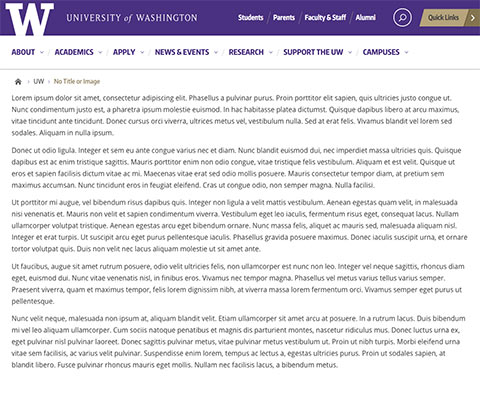 W UNIVERSITY of WASHINGTON Students Parents Faculty & Staff Alumni Quick Links
ABOUT ACADEMICS APPLY NEWS & EVENTS RESEARCH SUPPORT THE UW CAMPUSES
UW No Title or Image
Lorem ipsum dolor sit amet, consectetur adipiscing elit. Phasellus a pulvinar purus. Proin porttitor elit sapien, quis ultricies justo congue ut.
Nunc condimentum justo est, a pharetra ipsum molestie euismod. In hac habitasse platea dictumst. Quisque dapibus libero at arcu maximus,
vitae tincidunt ante tincidunt. Donec cursus orci viverra, ultrices metus vel, vestibulum nulla. Sed at erat felis. Vivamus blandit vel lorem sed
sodales. Aliquam in nulla ipsum.
Donec ut odio ligula. Integer et sem eu ante congue varius nec et diam. Nunc blandit euismod dui, nec imperdiet massa ultricies quis. Quisque
dapibus est ac enim tristique sagittis. Mauris porttitor enim non odio congue, vitae tristique felis vestibulum. Aliquam et est velit. Quisque ut
eros et sapien facilisis dictum vitae ac mi. Maecenas vitae erat sed odio mollis posuere. Mauris consectetur tempor diam, at pretium sem
maximus accumsan. Nunc tincidunt eros in feugiat eleifend. Cras ut congue odio, non semper magna. Nulla facilisi.
Ut porttitor mi augue, vel bibendum risus dapibus quis. Integer non ligula a velit mattis vestibulum. Aenean egestas quam velit, in malesuada
nisi venenatis et. Mauris non velit et sapien condimentum viverra. Vestibulum eget leo iaculis, fermentum risus eget, consequat lacus. Nullam
ullamcorper volutpat tristique. Aenean egestas arcu eget bibendum ornare. Nunc massa felis, aliquet ac mauris sed, malesuada aliquam nisl.
Integer et erat turpis. Ut suscipit arcu eget purus pellentesque iaculis. Phasellus gravida posuere maximus. Donec iaculis suscipit urna, et ornare
tortor volutpat quis. Duis non velit nec lacus aliquam molestie ut sit amet ante.
Ut faucibus, augue sit amet rutrum posuere, odio velit ultricies felis, non ullamcorper est nunc non leo. Integer vel neque sagittis, rhoncus diam
eget, euismod dui. Nunc vitae venenatis nisl, in finibus eros. Vivamus nec tempor magna. Phasellus vel metus varius tellus varius semper.
Praesent viverra, quam et maximus tempor, felis lorem dignissim nibh, at viverra massa lorem fermentum orci. Vivamus semper eget purus ut
pellentesque.
Nunc velit neque, malesuada non ipsum at, aliquam blandit velit. Etiam ullamcorper sit amet arcu at posuere. In a rutrum lacus. Duis bibendum
mi vel leo aliquam ullamcorper. Cum sociis natoque penatibus et magnis dis parturient montes, nascetur ridiculus mus. Donec luctus urna ex,
eget pulvinar nisl pulvinar laoreet. Donec sagittis pulvinar metus, vitae pulvinar metus vestibulum ut. Proin ut nibh turpis. Morbi eleifend urna
vitae sem facilisis, ac varius velit pulvinar. Suspendisse enim lorem, tempus ac lectus a, egestas ultricies purus. Proin ut sodales sapien, at
blandit libero. Fusce pulvinar rhoncus mauris eget mollis. Nullam nec facilisis lacus, a bibendum metus.